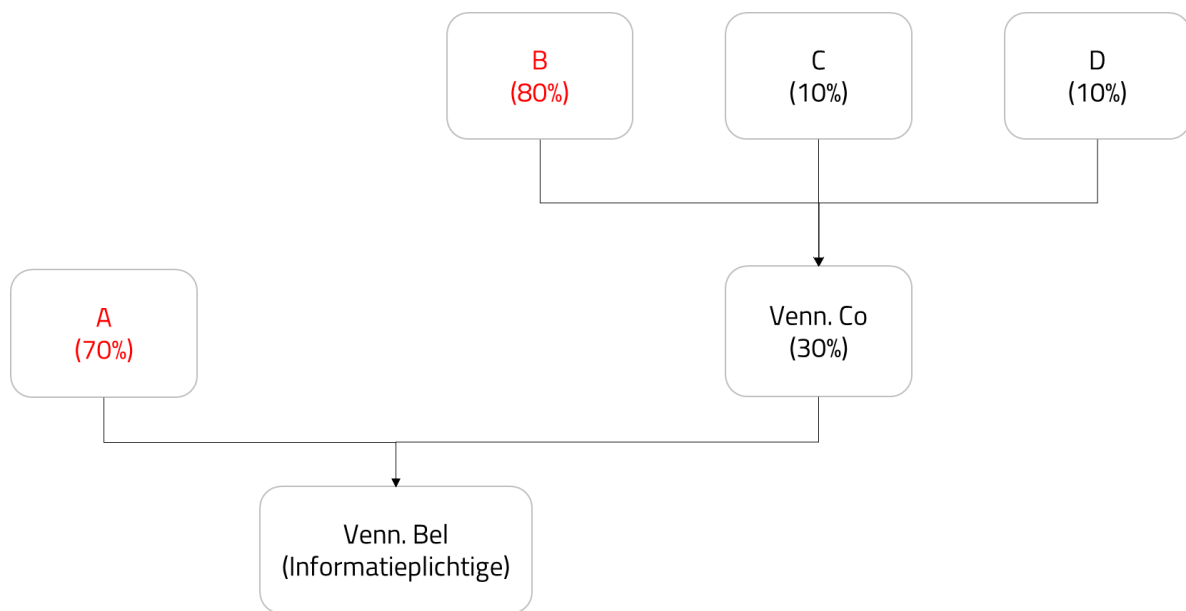 B
(80%)
C
(10%)
D
(10%)
A
(70%)
Venn. Co
(30%)
Venn. Bel
(Informatieplichtige)